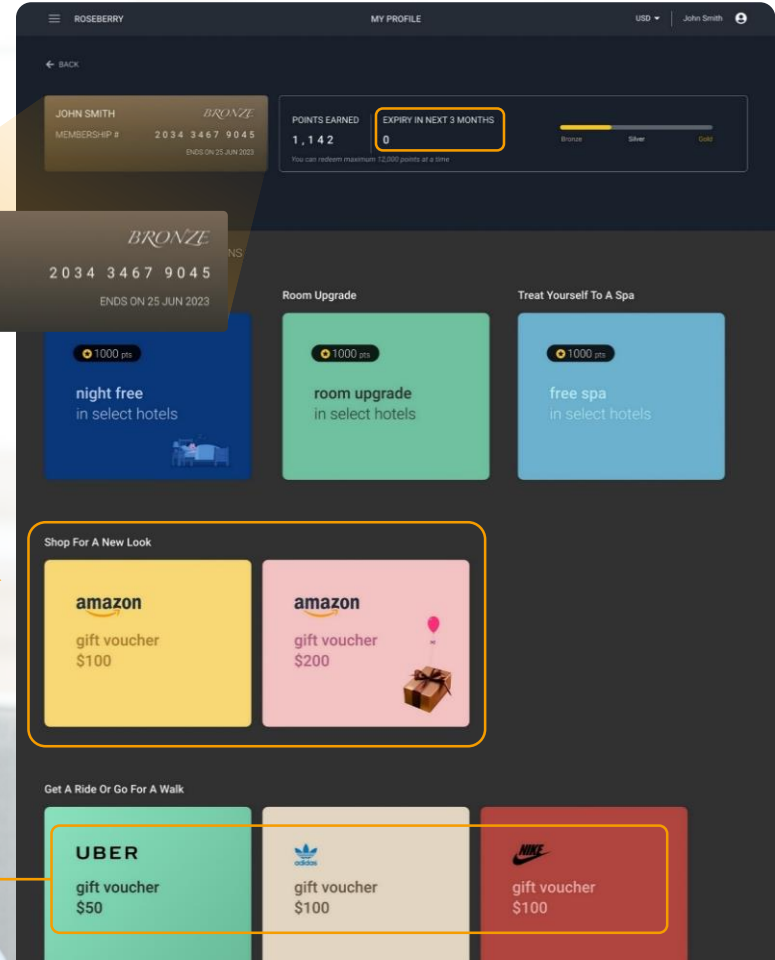 ROSEBERRY
MY PROFILE
USD
John Smith
BACK
JOHN SMITH
BRONZE
MEMBERSHIP #
2034 3467 9045
ENDS ON 25 JUN 2023
POINTS EARNED
1,142
EXPIRY IN NEXT 3 MONTHS
0
You can redeem maximum 12,000 points at a time
Bronze
Silver
Gold
BRONZE
2034 3467 9045
ENDS ON 25 JUN 2023
NS
Room Upgrade
Treat Yourself To A Spa
1000 pts
night free
in select hotels
1000 pts
room upgrade
in select hotels
1000 pts
free spa
in select hotels
Shop For A New Look
amazon
gift voucher
$100
amazon
gift voucher
$200
Get A Ride Or Go For A Walk
UBER
gift voucher
$50
adidas
gift voucher
$100
NIKE
gift voucher
$100